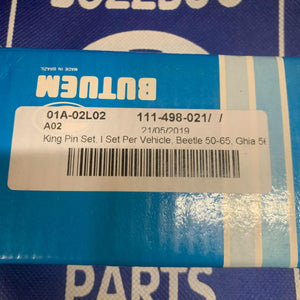 BUTUEM
MADE IN BRAZIL
01A-02L02 111-498-021/ /
A02 21/05/2019
King Pin Set, I Set Per Vehicle, Beetle 50-65, Ghia 56
PARTS